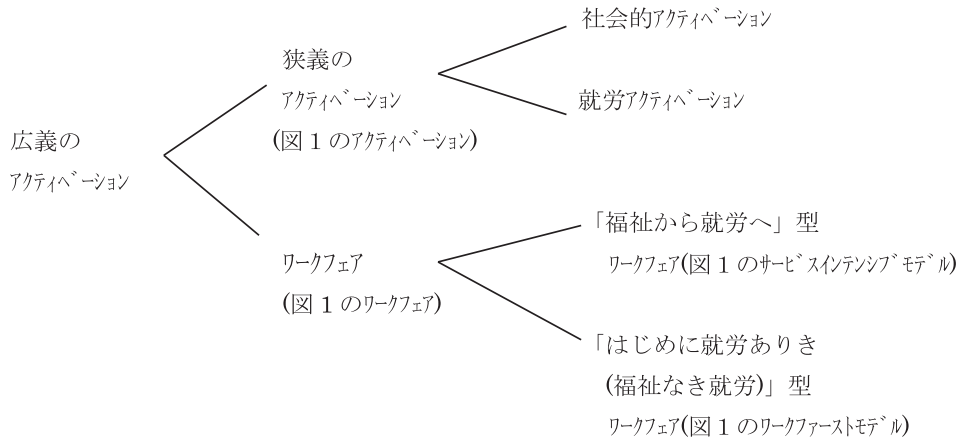 広義の
ｱｸﾃｨﾍﾞｰｼｮﾝ
狭義の
ｱｸﾃｨﾍﾞｰｼｮﾝ
(図１のｱｸﾃｨﾍﾞｰｼｮﾝ)
社会的ｱｸﾃｨﾍﾞｰｼｮﾝ
就労ｱｸﾃｨﾍﾞｰｼｮﾝ
ﾜｰｸﾌｪｱ
(図１のﾜｰｸﾌｪｱ)
「福祉から就労へ」型
ﾜｰｸﾌｪｱ(図１のｻｰﾋﾞｽｲﾝﾃﾝｼﾌﾞﾓﾃﾞﾙ)
「はじめに就労ありき
(福祉なき就労)」型
ﾜｰｸﾌｪｱ(図１のﾜｰｸﾌｧｰｽﾄﾓﾃﾞﾙ)